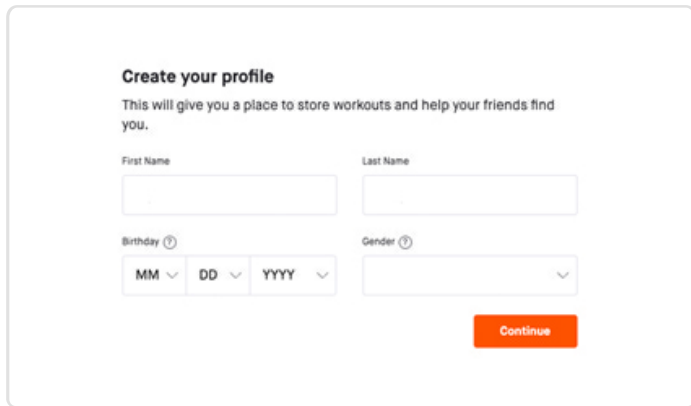 Create your profile
This will give you a place to store workouts and help your friends find
you.
First Name
Last Name
Birthday ?
Gender ?
MM DD YYYY
Continue